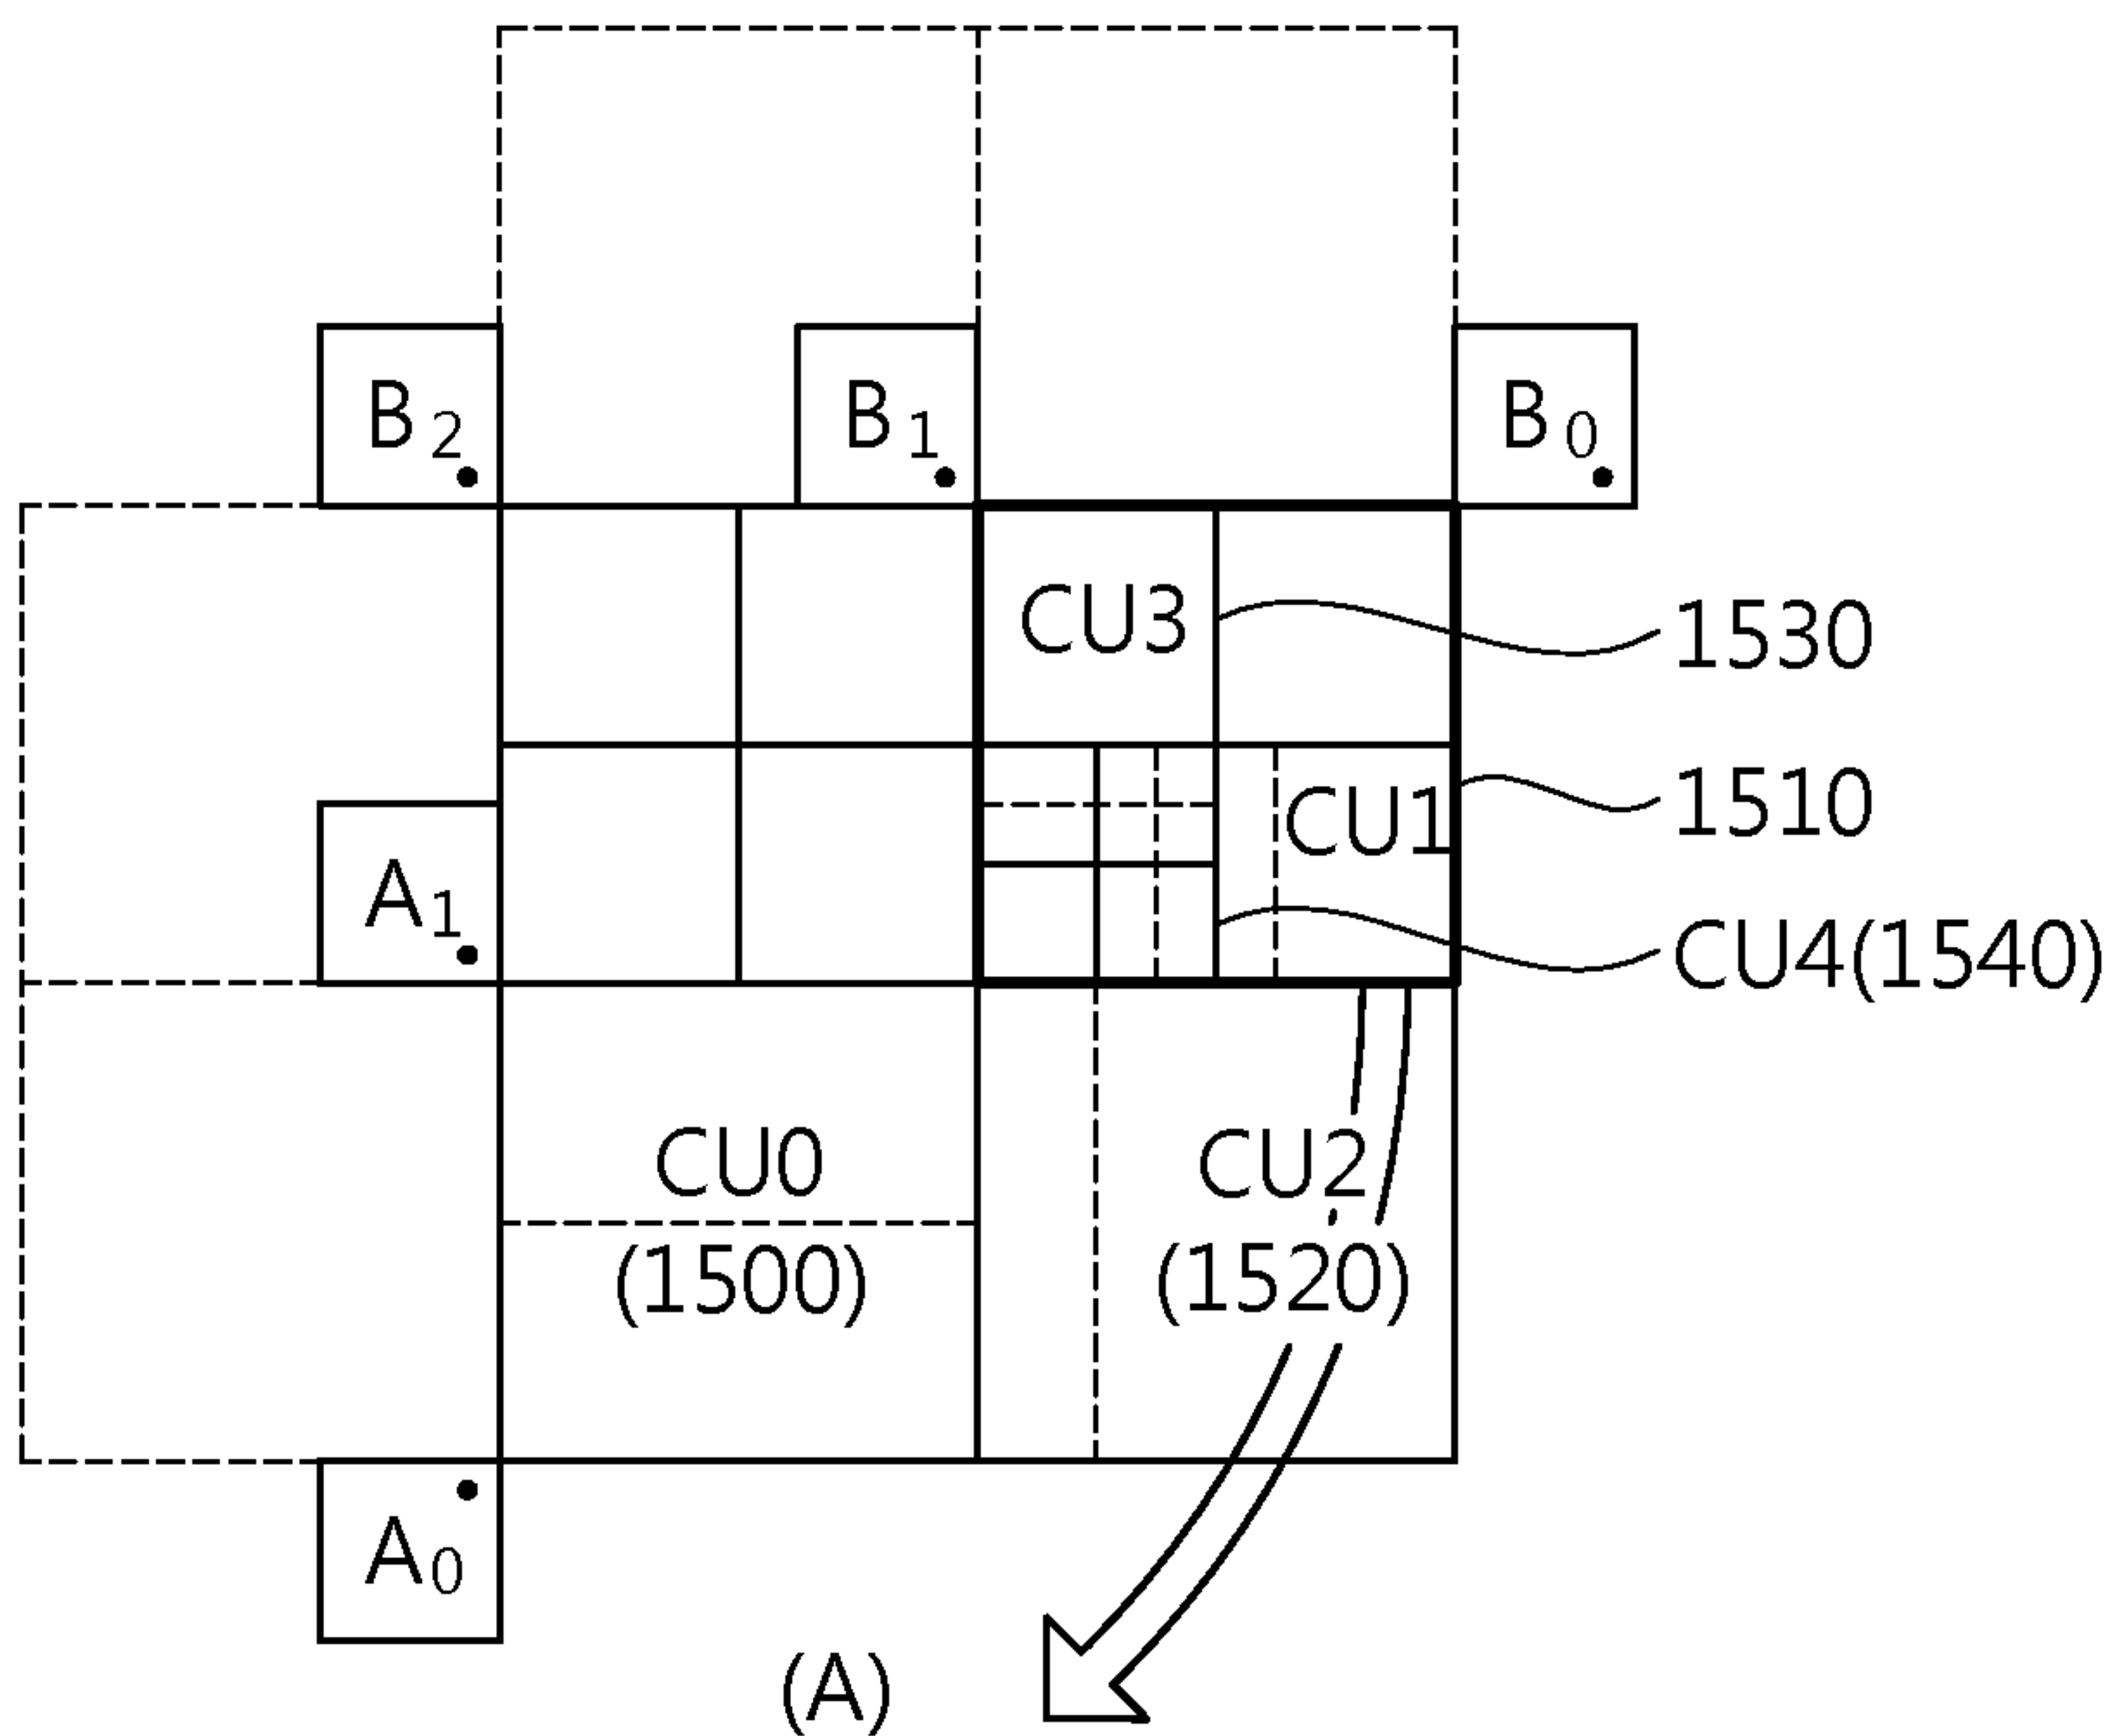 B2
B1
B0
CU3
1530
CU1
1510
A1
CU4(1540)
CU0
(1500)
CU2
(1520)
A0
(A)